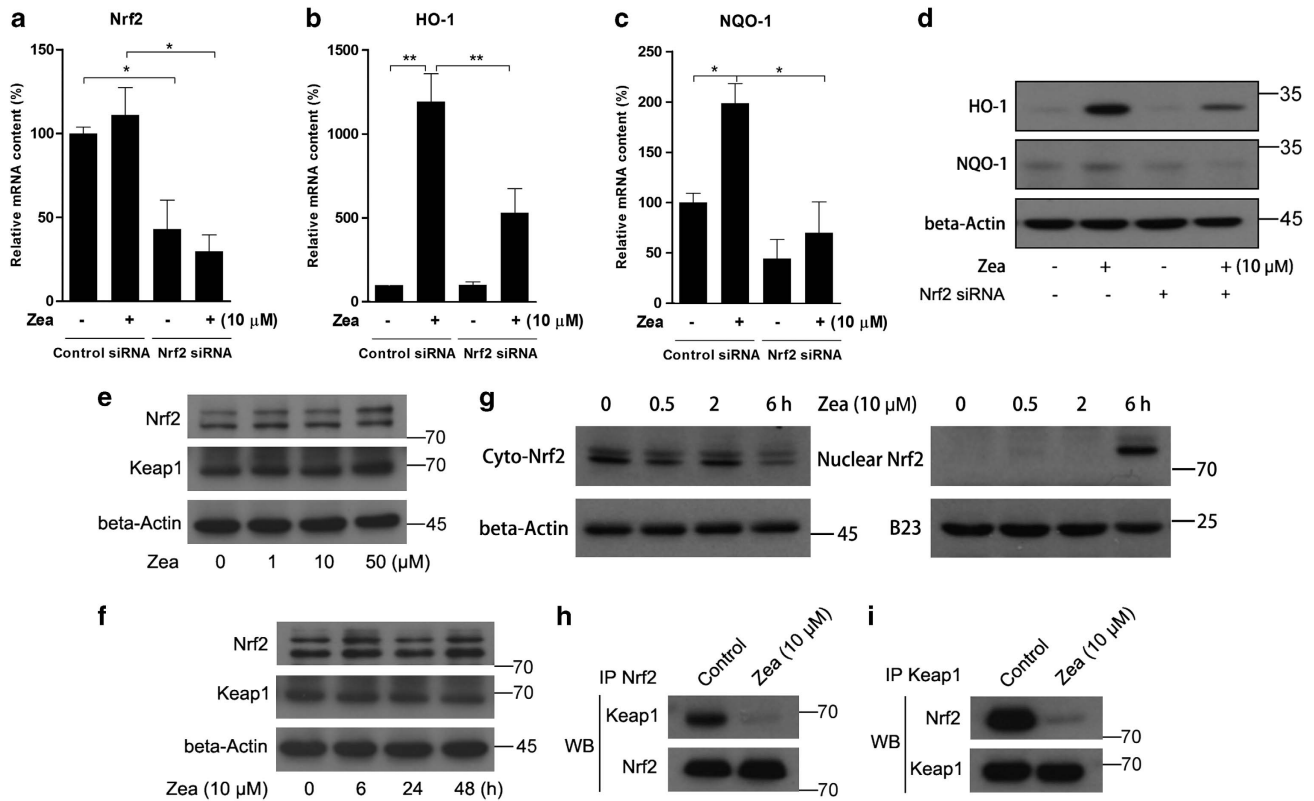 a
Nrf2
Relative mRNA content (%)
150
100
50
0
*
*
Zea - + - + (10 μM)
Control siRNA Nrf2 siRNA
b
HO-1
Relative mRNA content (%)
1500
1000
500
0
** **
Zea - + - + (10 μM)
Control siRNA Nrf2 siRNA
c
NQO-1
Relative mRNA content (%)
250
200
150
100
50
0
* *
Zea - + - + (10 μM)
Control siRNA Nrf2 siRNA
d
HO-1 35
NQO-1 35
beta-Actin 45
Zea - + - + (10 μM)
Nrf2 siRNA - - + +
e
Nrf2 70
Keap1 70
beta-Actin 45
Zea 0 1 10 50 (μM)
g
0 0.5 2 6 h Zea (10 μM) 0 0.5 2 6 h
Cyto-Nrf2 Nuclear Nrf2 70
beta-Actin 45 B23 25
f
Nrf2 70
Keap1 70
beta-Actin 45
Zea (10 μM) 0 6 24 48 (h)
h
IP Nrf2 Control Zea (10 μM)
WB
Keap1 70
Nrf2 70
i
IP Keap1 Control Zea (10 μM)
WB
Nrf2 70
Keap1 70